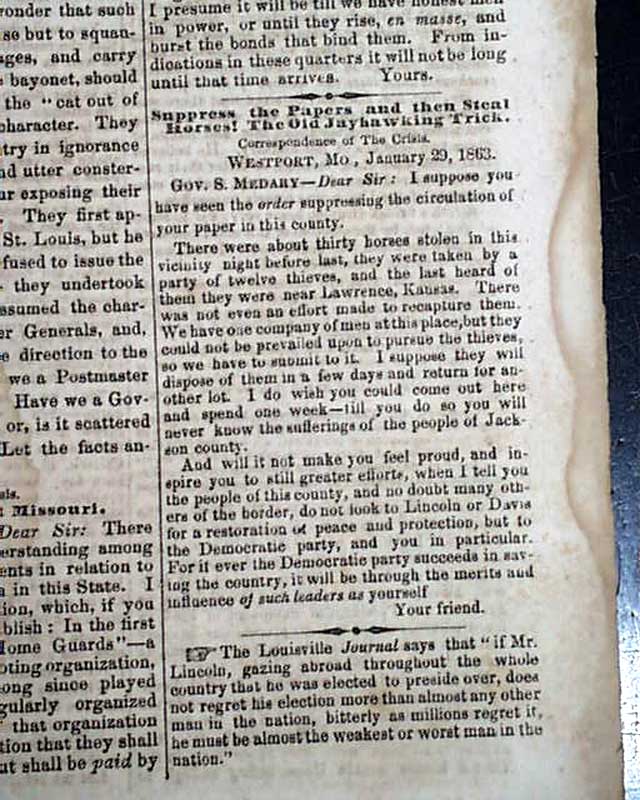 onder that such
se but to squan-
ges, and carry
bayonet, should
the "cat out of
character. They
try in ignorance
nd utter conster-
ur exposing their
They first ap-
St. Louis, but he
fused to issue the
they undertook
ssumed the char-
er Generals, and,
e direction to the
we a Postmaster
Have we a Gov-
or, is it scattered
Let the facts an-
Missouri.
Dear Sir: There
erstanding among
ents in relation to
n in this State. I
ion, which, if you
blish: In the first
Home Guards"—a
oting organization,
ong since played
gularly organized
that organization
tion that they shall
at shall be paid by
I presume it will be till we have honest men
in power, or until they rise, en masse, and
burst the bonds that bind them. From in-
dications in these quarters it will not be long
until that time arrives. Yours.
Suppress the Papers and then Steal
Horses! The Old Jayhawking Trick.
Correspondence of The Crisis.
WESTPORT, Mo., January 29, 1863.
GOV. S. MEDARY—Dear Sir: I suppose you
have seen the order suppressing the circulation of
your paper in this county.
There were about thirty horses stolen in this
vicinity night before last, they were taken by a
party of twelve thieves, and the last heard of
them they were near Lawrence, Kansas. There
was not even an effort made to recapture them.
We have one company of men at this place, but they
could not be prevailed upon to pursue the thieves,
so we have to submit to it. I suppose they will
dispose of them in a few days and return for an-
other lot. I do wish you could come out here
and spend one week—till you do so you will
never know the sufferings of the people of Jack-
son county.
And will it not make you feel proud, and in-
spire you to still greater efforts, when I tell you
the people of this county, and no doubt many oth-
ers of the border, do not look to Lincoln or Davis
for a restoration of peace and protection, but to
the Democratic party, and you in particular.
For if ever the Democratic party succeeds in sav-
ing the country, it will be through the merits and
influence of such leaders as yourself
Your friend.
☞ The Louisville Journal says that "if Mr.
Lincoln, gazing abroad throughout the whole
country that he was elected to preside over, does
not regret his election more than almost any other
man in the nation, bitterly as millions regret it,
he must be almost the weakest or worst man in the
nation."